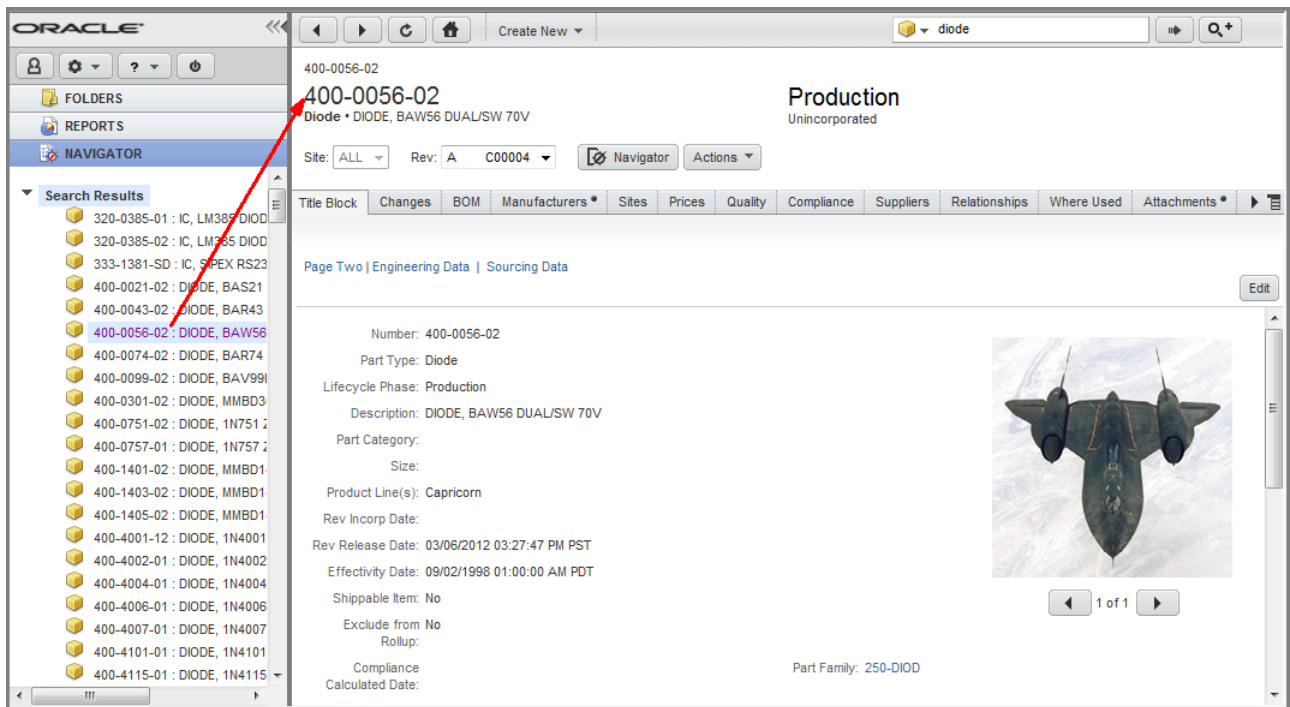 ORACLE
Create New
diode
?
FOLDERS
REPORTS
NAVIGATOR
Search Results
320-0385-01 : IC, LM385 DIOD
320-0385-02 : IC, LM385 DIOD
333-1381-SD : IC, SIPEX RS23
400-0021-02 : DIODE, BAS21
400-0043-02 : DIODE, BAR43
400-0056-02 : DIODE, BAW56
400-0074-02 : DIODE, BAR74
400-0099-02 : DIODE, BAV99
400-0301-02 : DIODE, MMBD3
400-0751-02 : DIODE, 1N751 Z
400-0757-01 : DIODE, 1N757 Z
400-1401-02 : DIODE, MMBD1
400-1403-02 : DIODE, MMBD1
400-1405-02 : DIODE, MMBD1
400-4001-12 : DIODE, 1N4001
400-4002-01 : DIODE, 1N4002
400-4004-01 : DIODE, 1N4004
400-4006-01 : DIODE, 1N4006
400-4007-01 : DIODE, 1N4007
400-4101-01 : DIODE, 1N4101
400-4115-01 : DIODE, 1N4115
400-0056-02
400-0056-02
Diode • DIODE, BAW56 DUAL/SW 70V
Production
Unincorporated
Site: ALL Rev: A C00004 Navigator Actions
Title Block Changes BOM Manufacturers • Sites Prices Quality Compliance Suppliers Relationships Where Used Attachments •
Page Two | Engineering Data | Sourcing Data
Edit
Number: 400-0056-02
Part Type: Diode
Lifecycle Phase: Production
Description: DIODE, BAW56 DUAL/SW 70V
Part Category:
Size:
Product Line(s): Capricorn
Rev Incorp Date:
Rev Release Date: 03/06/2012 03:27:47 PM PST
Effectivity Date: 09/02/1998 01:00:00 AM PDT
Shippable Item: No
Exclude from No
Rollup:
Compliance
Calculated Date:
1 of 1
Part Family: 250-DIOD